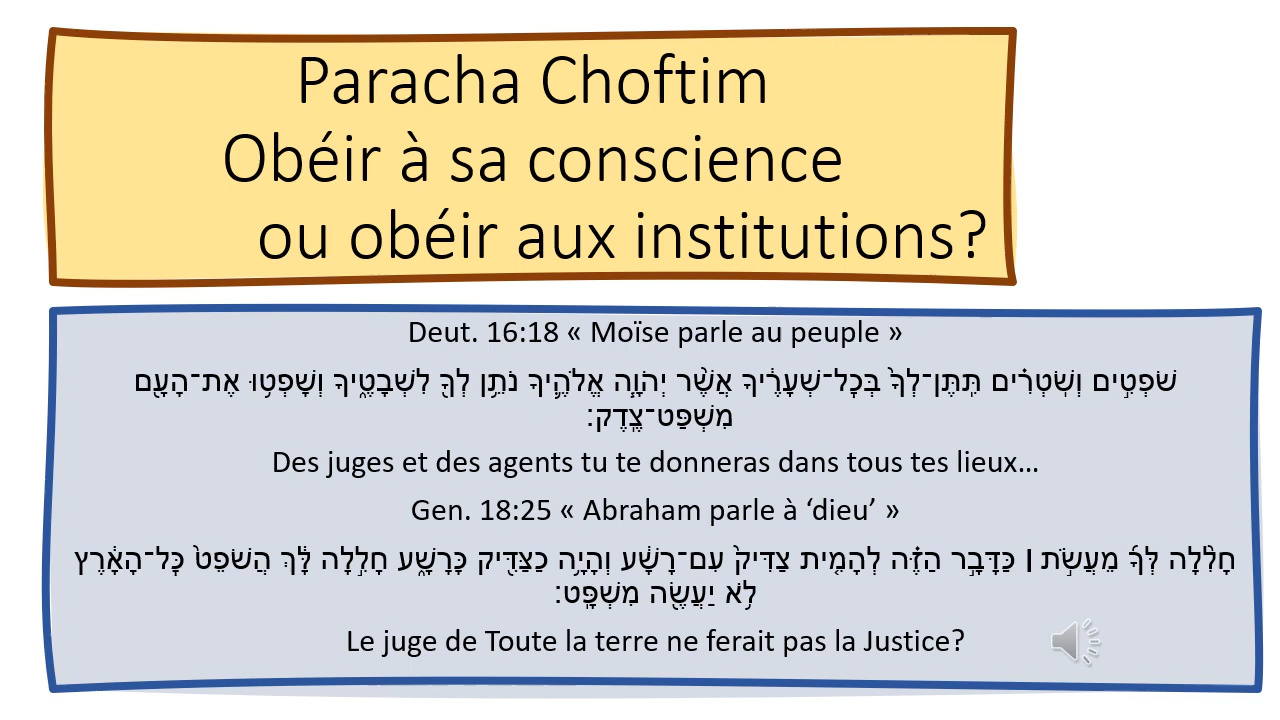 Paracha Choftim
Obéir à sa conscience
ou obéir aux institutions?
Deut. 16:18 « Moïse parle au peuple »
שֹׁפְטִ֣ים וְשֹֽׁטְרִ֗ים תִּֽתֶּן־לְךָ֙ בְּכׇל־שְׁעָרֶ֔יךָ אֲשֶׁ֨ר יְהֹוָ֧ה אֱלֹהֶ֛יךָ נֹתֵ֥ן לְךָ֖ לִשְׁבָטֶ֑יךָ וְשָׁפְט֥וּ אֶת־הָעָ֖ם
מִשְׁפַּט־צֶֽדֶק׃
Des juges et des agents tu te donneras dans tous tes lieux…
Gen. 18:25 « Abraham parle à ‘dieu’ »
חָלִ֨לָה לְּךָ֜ מֵעֲשֹׂ֣ת ׀ כַּדָּבָ֣ר הַזֶּ֗ה לְהָמִ֤ית צַדִּיק֙ עִם־רָשָׁ֔ע וְהָיָ֥ה כַצַּדִּ֖יק כָּרָשָׁ֑ע חָלִ֣לָה לָּ֔ךְ הֲשֹׁפֵט֙ כׇּל־הָאָ֔רֶץ
לֹ֥א יַעֲשֶׂ֖ה מִשְׁפָּֽט׃
Le juge de Toute la terre ne ferait pas la Justice?